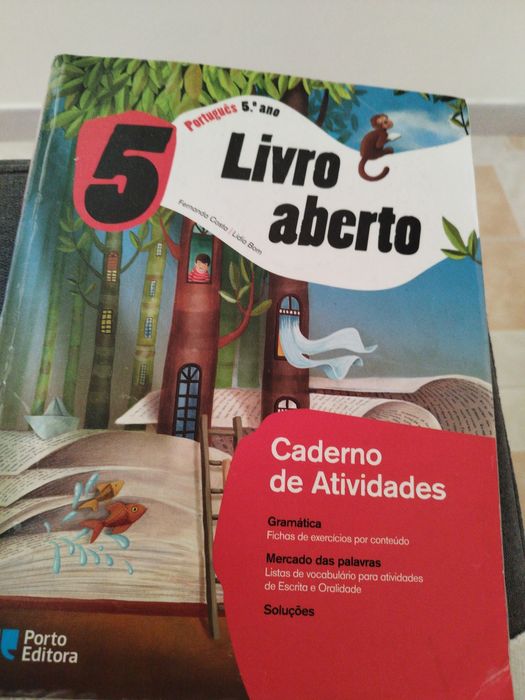 Português 5.º ano
5
Livro
aberto
Fernanda Costa / Lídia Bom
Caderno
de Atividades
Gramática
Fichas de exercícios por conteúdo
Mercado das palavras
Listas de vocabulário para atividades
de Escrita e Oralidade
Soluções
Porto
Editora